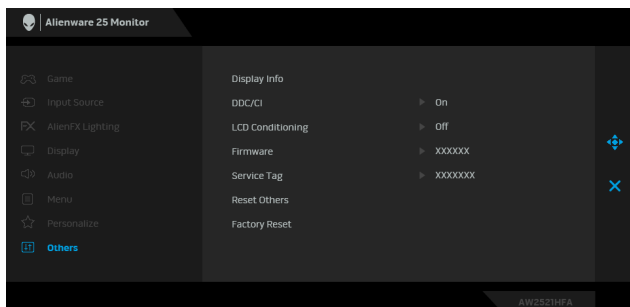 Alienware 25 Monitor
Game
Display Info
Input Source
DDC/CI On
FX AlienFX Lighting
LCD Conditioning Off
Display
Firmware XXXXXX
Audio
Service Tag XXXXXXX
Menu
Reset Others
Personalize
Factory Reset
Others
AW2521HFA